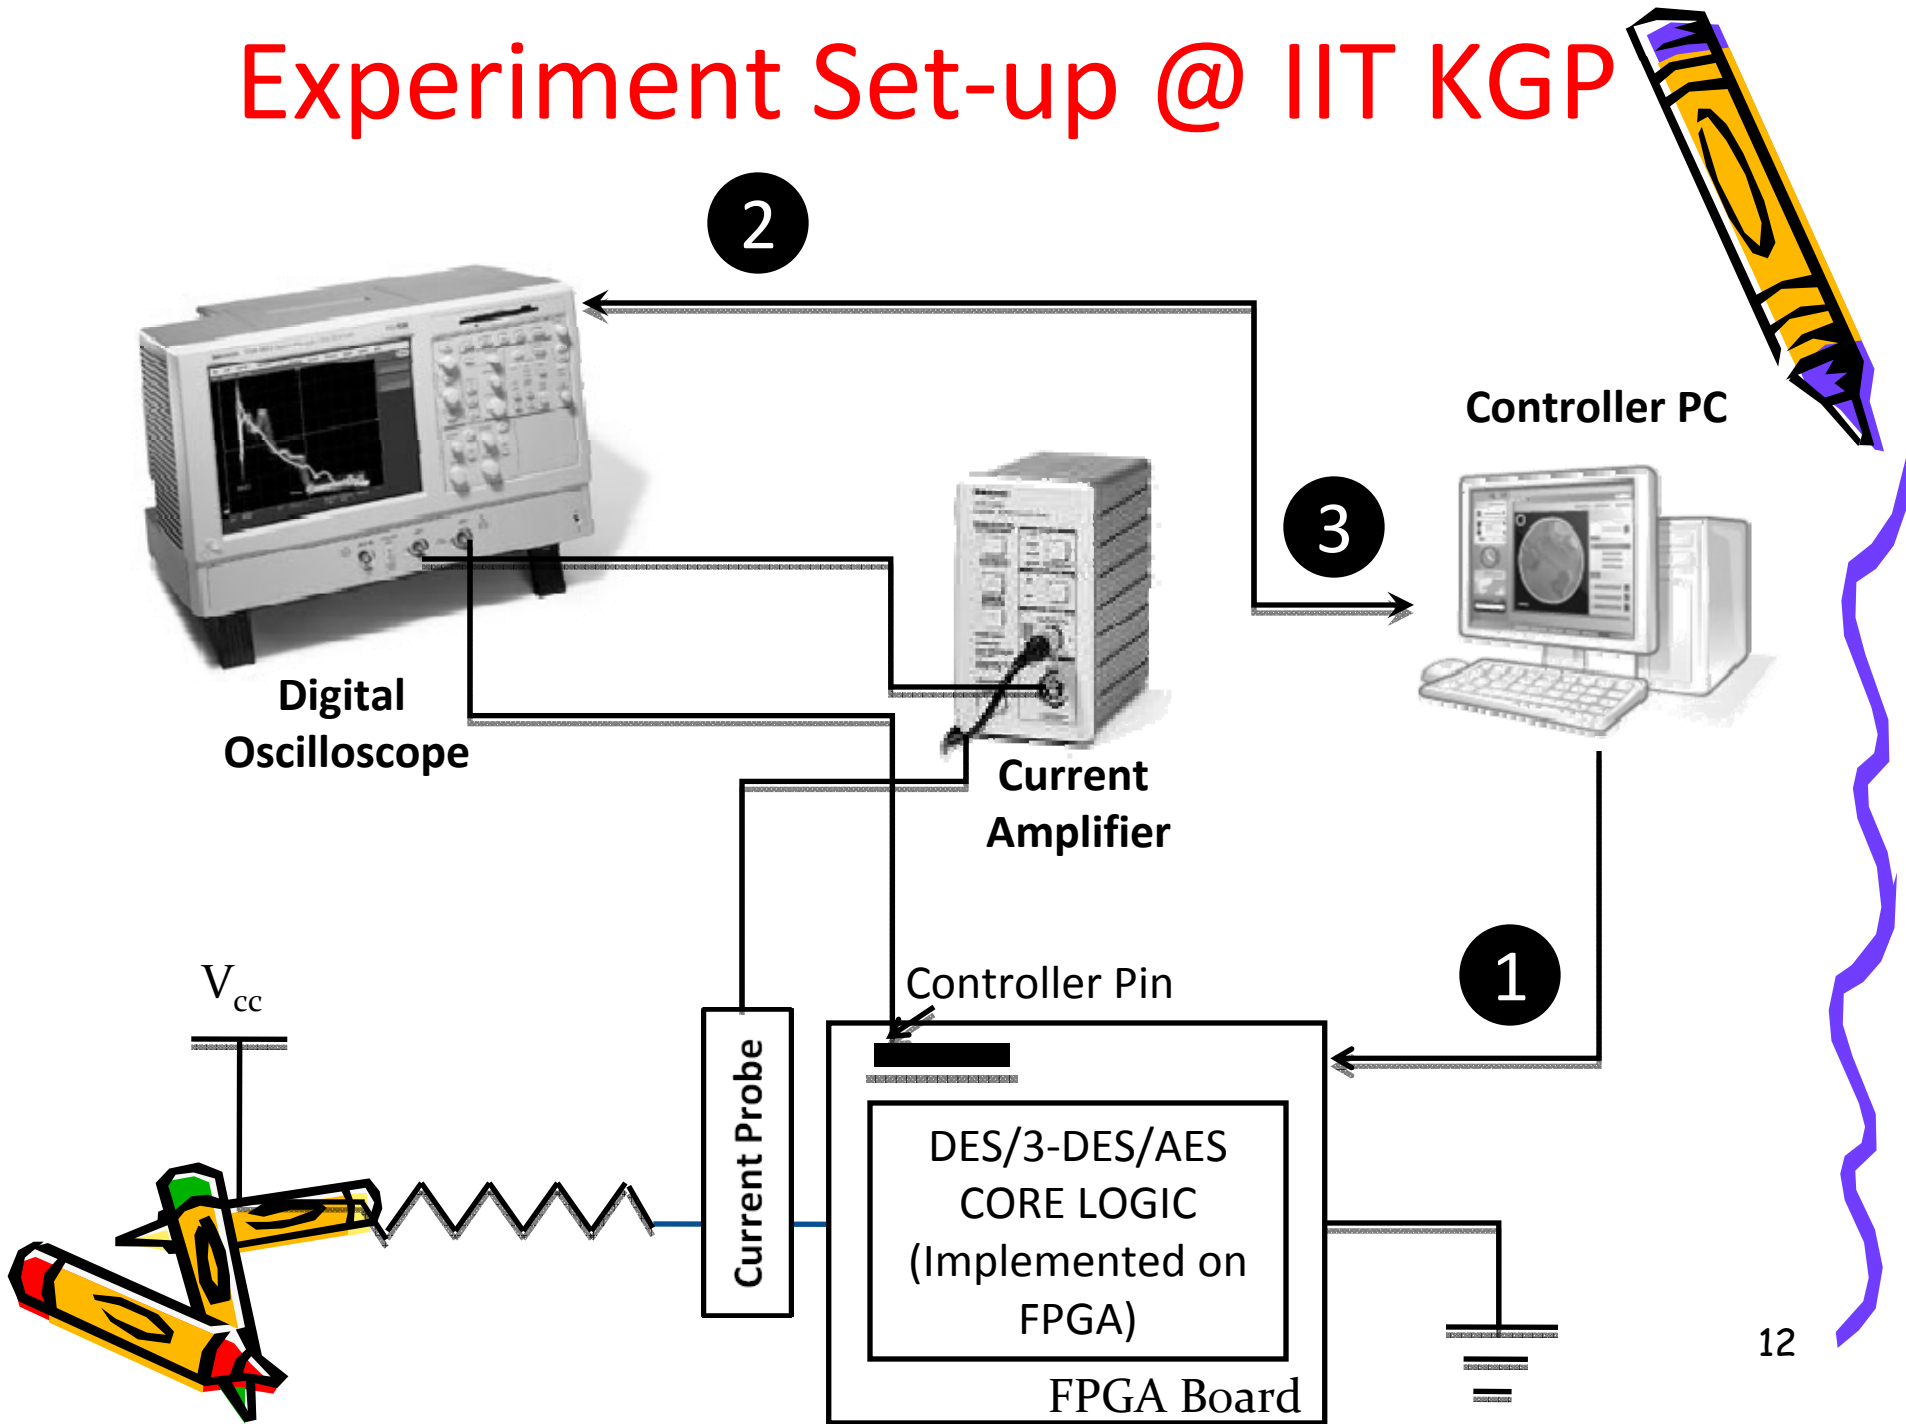 Experiment Set-up @ IIT KGP
2
Controller PC
3
Digital
Oscilloscope
Current
Amplifier
1
Controller Pin
Vcc
Current Probe
DES/3-DES/AES
CORE LOGIC
(Implemented on
FPGA)
FPGA Board
12